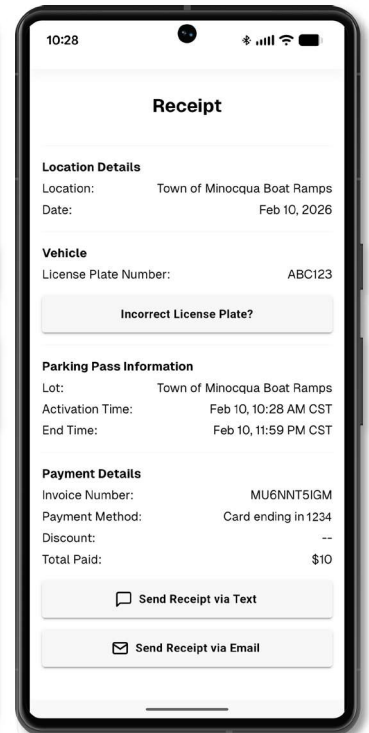 10:28
Receipt
Location Details
Location: Town of Minocqua Boat Ramps
Date: Feb 10, 2026
Vehicle
License Plate Number: ABC123
Incorrect License Plate?
Parking Pass Information
Lot: Town of Minocqua Boat Ramps
Activation Time: Feb 10, 10:28 AM CST
End Time: Feb 10, 11:59 PM CST
Payment Details
Invoice Number: MU6NNT5IGM
Payment Method: Card ending in 1234
Discount: --
Total Paid: $10
Send Receipt via Text
Send Receipt via Email